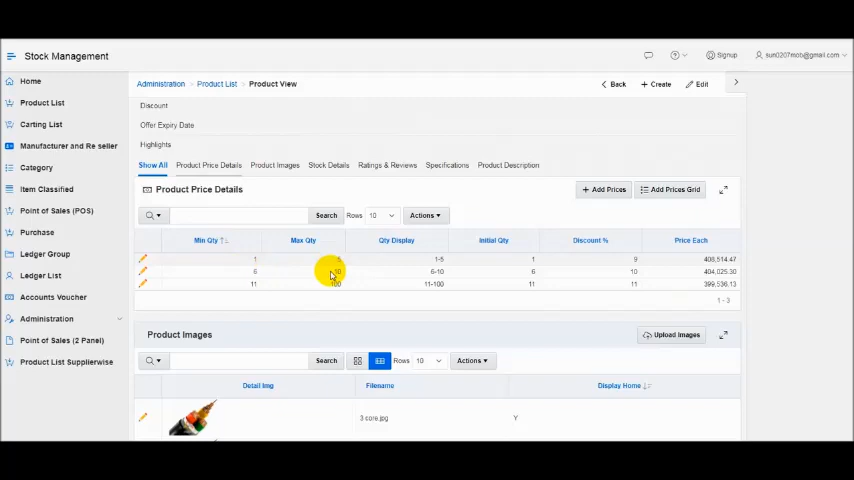 Stock Management
Signup
sun0207mob@gmail.com
Home
Product List
Carting List
Manufacturer and Re seller
Category
Item Classified
Point of Sales (POS)
Purchase
Ledger Group
Ledger List
Accounts Voucher
Administration
Point of Sales (2 Panel)
Product List Supplierwise
Administration > Product List > Product View
Back Create Edit
Discount
Offer Expiry Date
Highlights
Show All Product Price Details Product Images Stock Details Ratings & Reviews Specifications Product Description
Product Price Details
Add Prices Add Prices Grid
Search Rows 10 Actions
Min Qty Max Qty Qty Display Initial Qty Discount % Price Each
1 5 1-5 1 9 408,514.47
6 10 6-10 6 10 404,025.30
11 100 11-100 11 11 399,536.13
1 - 3
Product Images
Upload Images
Search Rows 10 Actions
Detail Img Filename Display Home
3 core.jpg Y